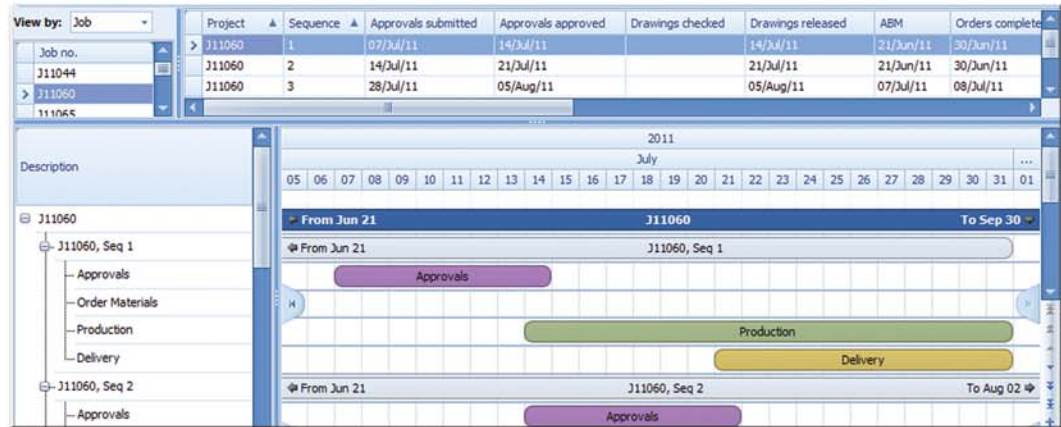 View by: Job
Job no.
J11044
J11060
J11065
Project Sequence Approvals submitted Approvals approved Drawings checked Drawings released ABM Orders complete
J11060 1 07/Jul/11 14/Jul/11 14/Jul/11 21/Jun/11 30/Jun/11
J11060 2 14/Jul/11 21/Jul/11 21/Jul/11 21/Jun/11 30/Jun/11
J11060 3 28/Jul/11 05/Aug/11 05/Aug/11 07/Jul/11 08/Jul/11
Description
2011
July ...
05 06 07 08 09 10 11 12 13 14 15 16 17 18 19 20 21 22 23 24 25 26 27 28 29 30 31 01
J11060 From Jun 21 J11060 To Sep 30
J11060, Seq 1 From Jun 21 J11060, Seq 1
Approvals Approvals
Order Materials
Production Production
Delivery Delivery
J11060, Seq 2 From Jun 21 J11060, Seq 2 To Aug 02
Approvals Approvals